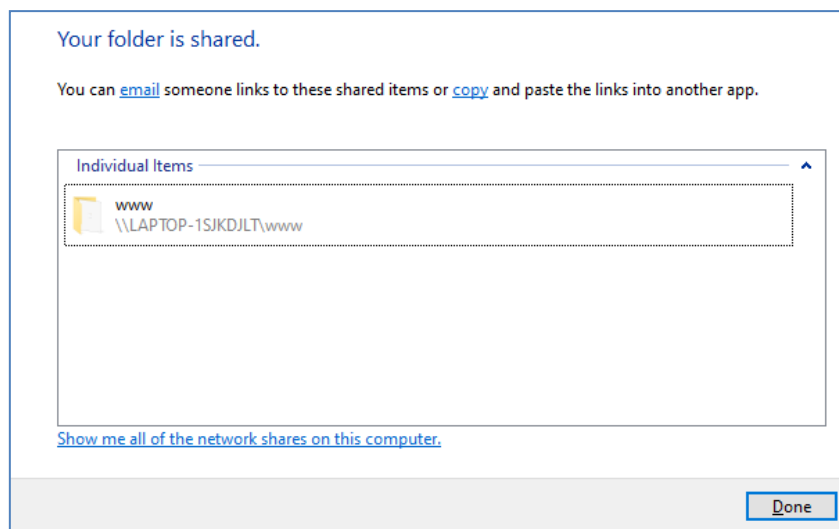 Your folder is shared.
You can email someone links to these shared items or copy and paste the links into another app.
Individual Items
www
\\LAPTOP-1SJKDJLT\www
Show me all of the network shares on this computer.
Done